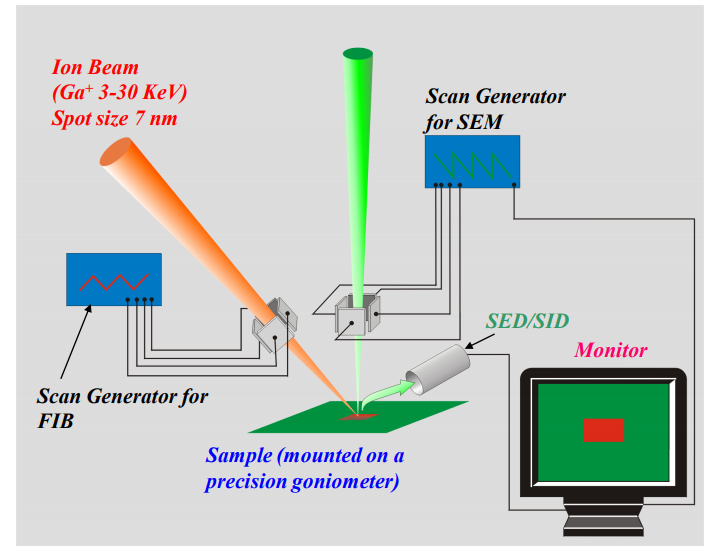 Ion Beam
(Ga⁺ 3-30 KeV)
Spot size 7 nm
Scan Generator
for SEM
SED/SID
Monitor
Scan Generator for
FIB
Sample (mounted on a
precision goniometer)